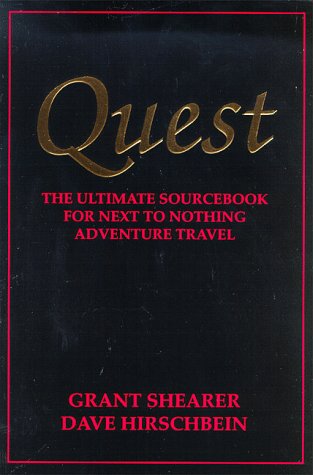 Quest
THE ULTIMATE SOURCEBOOK
FOR NEXT TO NOTHING
ADVENTURE TRAVEL
GRANT SHEARER
DAVE HIRSCHBEIN